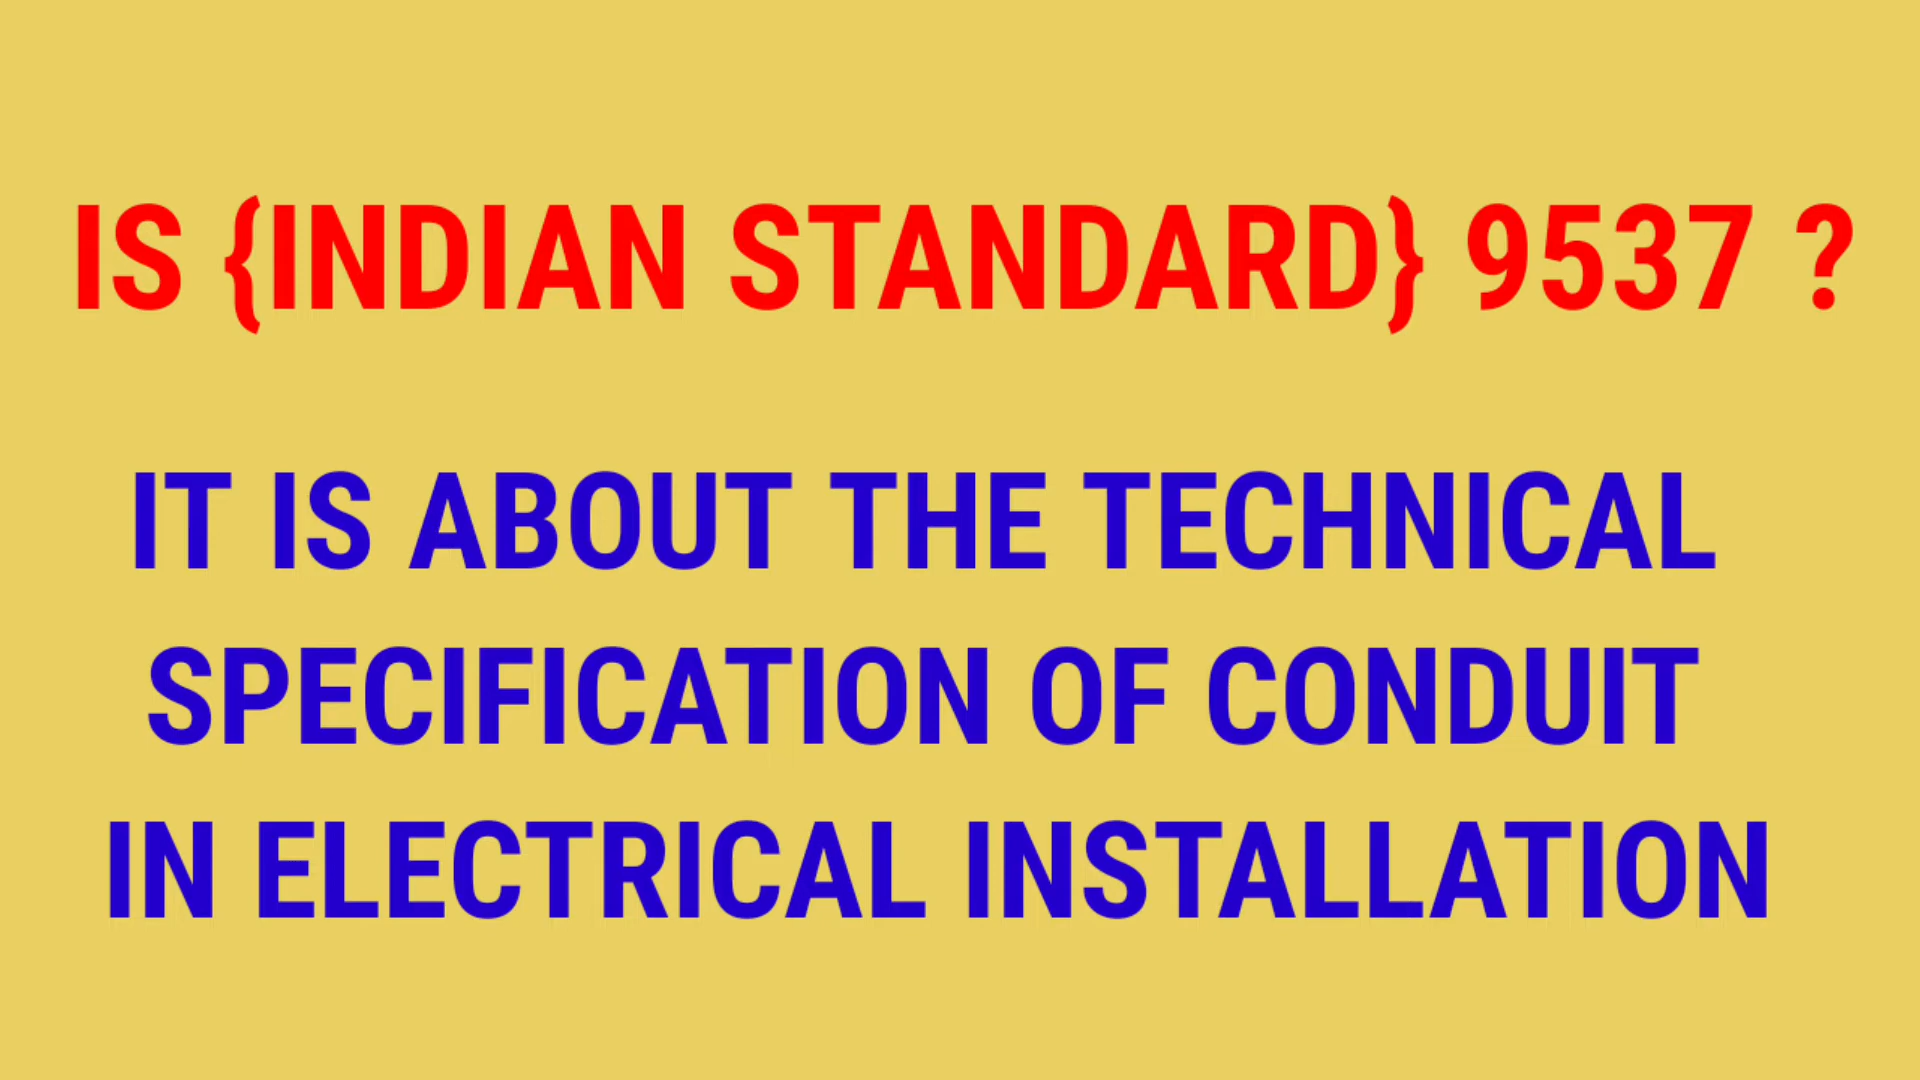 IS {INDIAN STANDARD} 9537 ?
IT IS ABOUT THE TECHNICAL
SPECIFICATION OF CONDUIT
IN ELECTRICAL INSTALLATION